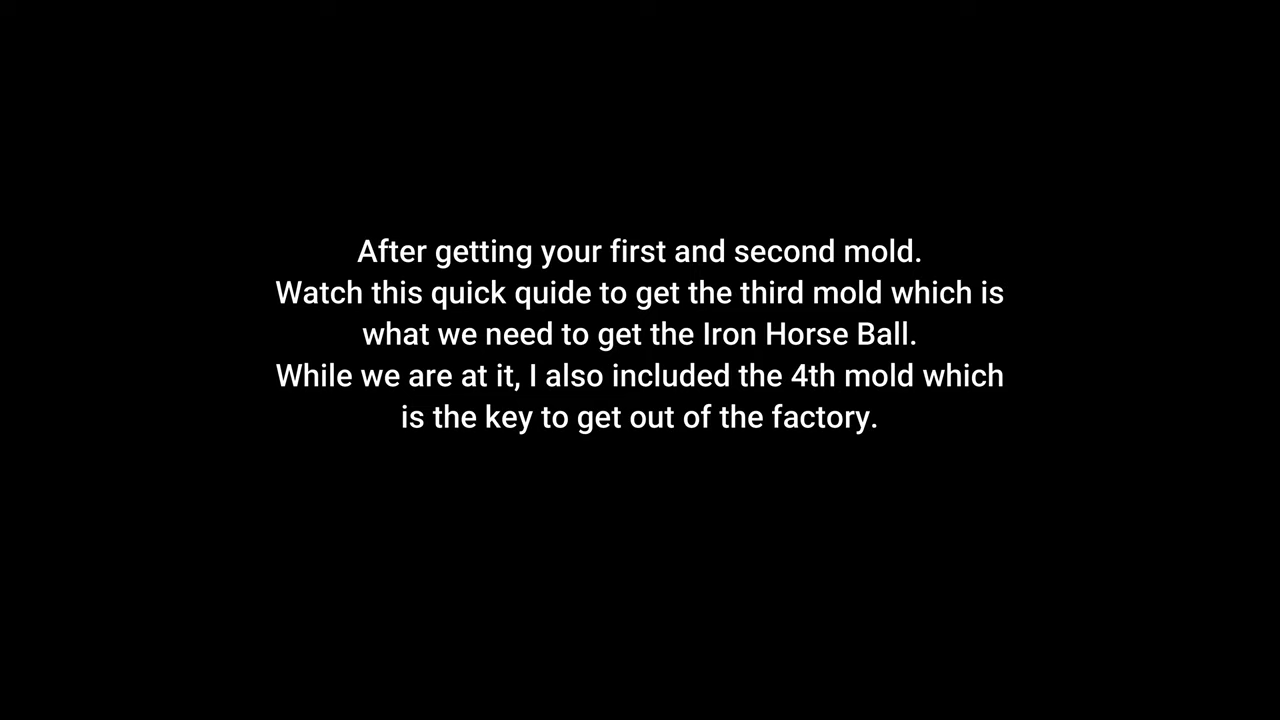 After getting your first and second mold.
Watch this quick quide to get the third mold which is
what we need to get the Iron Horse Ball.
While we are at it, I also included the 4th mold which
is the key to get out of the factory.